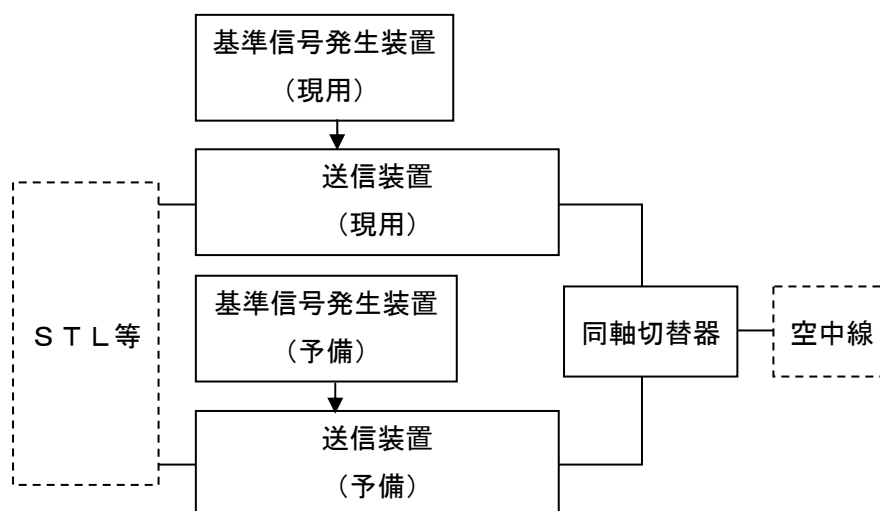 基準信号発生装置
（現用）
送信装置
（現用）
基準信号発生装置
（予備）
ＳＴＬ等
同軸切替器
空中線
送信装置
（予備）